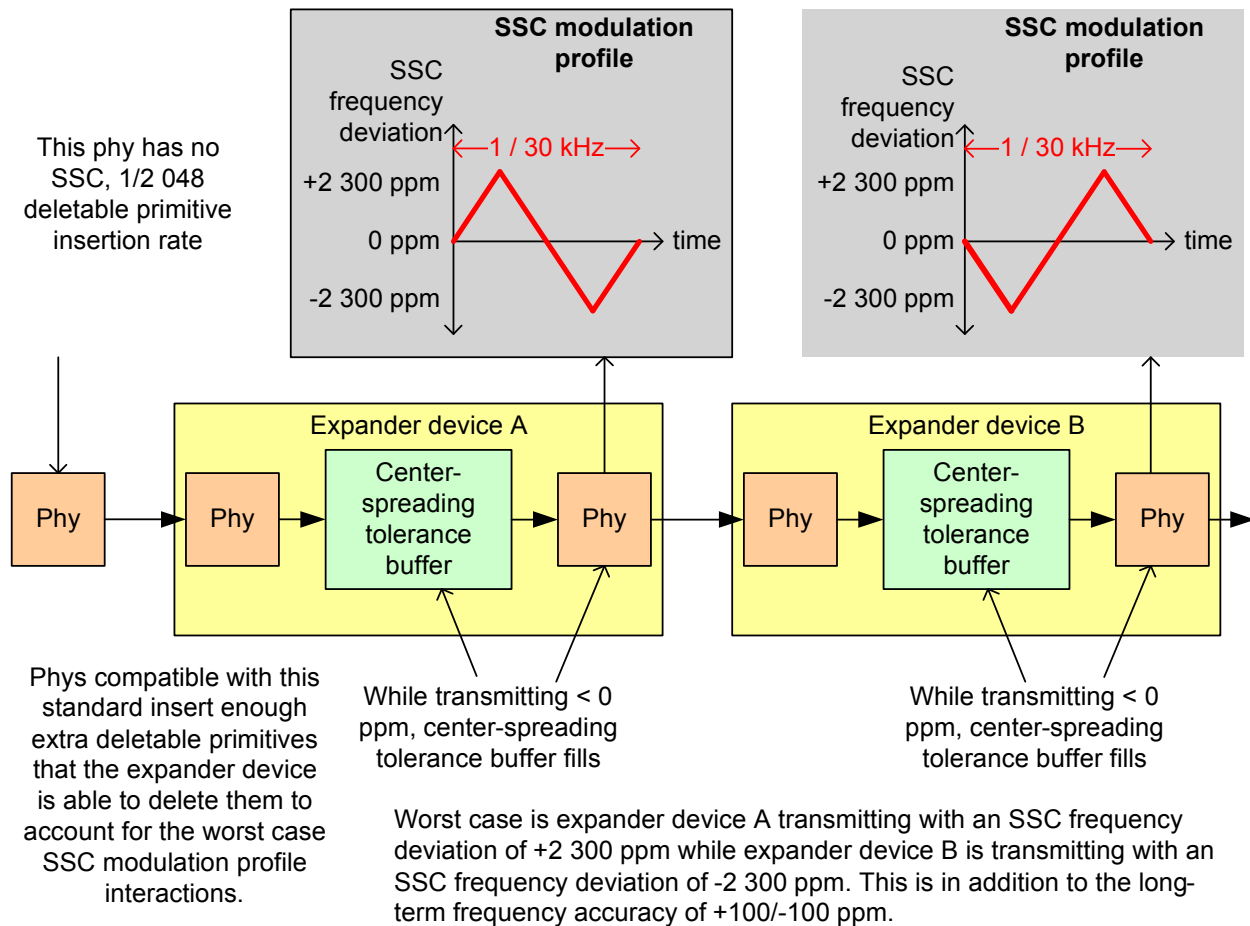 SSC modulation
profile
SSC
frequency
deviation
1 / 30 kHz
+2 300 ppm
0 ppm
time
-2 300 ppm
SSC modulation
profile
SSC
frequency
deviation
1 / 30 kHz
+2 300 ppm
0 ppm
time
-2 300 ppm
This phy has no
SSC, 1/2 048
deletable primitive
insertion rate
Expander device A
Expander device B
Phy
Phy
Center-
spreading
tolerance
buffer
Phy
Phy
Center-
spreading
tolerance
buffer
Phy
Phys compatible with this
standard insert enough
extra deletable primitives
that the expander device
is able to delete them to
account for the worst case
SSC modulation profile
interactions.
While transmitting < 0
ppm, center-spreading
tolerance buffer fills
While transmitting < 0
ppm, center-spreading
tolerance buffer fills
Worst case is expander device A transmitting with an SSC frequency
deviation of +2 300 ppm while expander device B is transmitting with an
SSC frequency deviation of -2 300 ppm. This is in addition to the long-
term frequency accuracy of +100/-100 ppm.